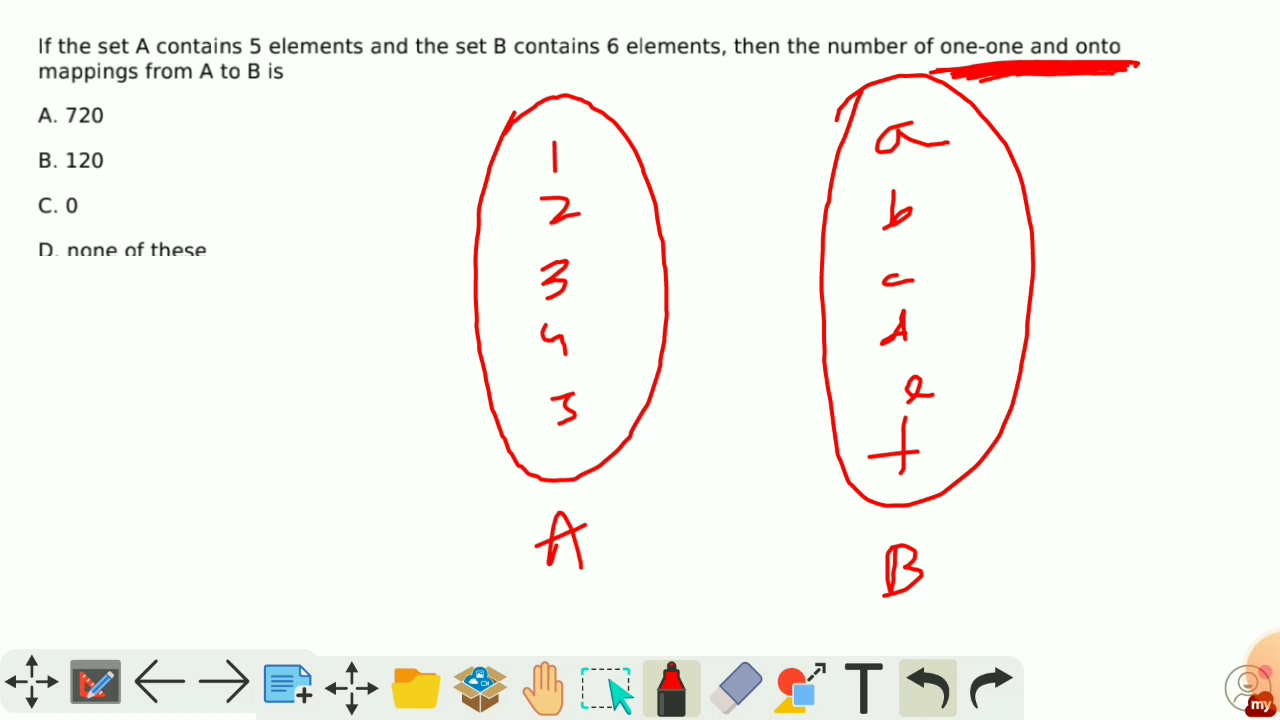 If the set A contains 5 elements and the set B contains 6 elements, then the number of one-one and onto
mappings from A to B is
A. 720
B. 120
C. 0
D. none of these
1
2
3
4
3
A
a
b
c
d
e
f
B
T
my